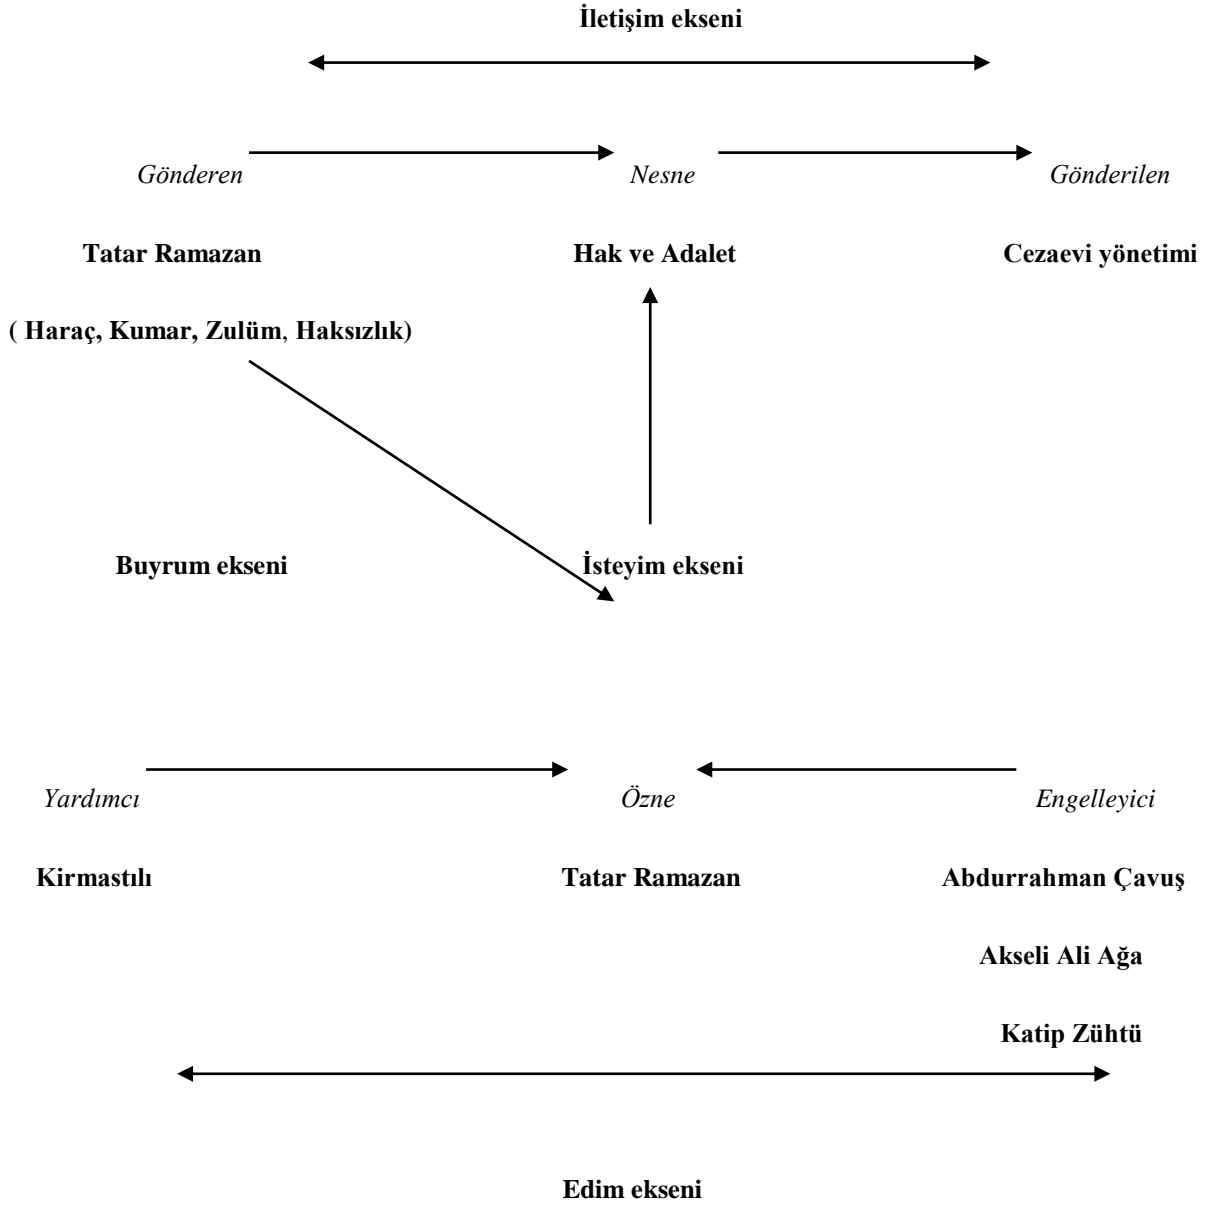 İletişim ekseni
Gönderen Nesne Gönderilen
Tatar Ramazan Hak ve Adalet Cezaevi yönetimi
( Haraç, Kumar, Zulüm, Haksızlık)
Buyrum ekseni İsteyim ekseni
Yardımcı Özne Engelleyici
Kirmastılı Tatar Ramazan Abdurrahman Çavuş
Akseli Ali Ağa
Katip Zühtü
Edim ekseni